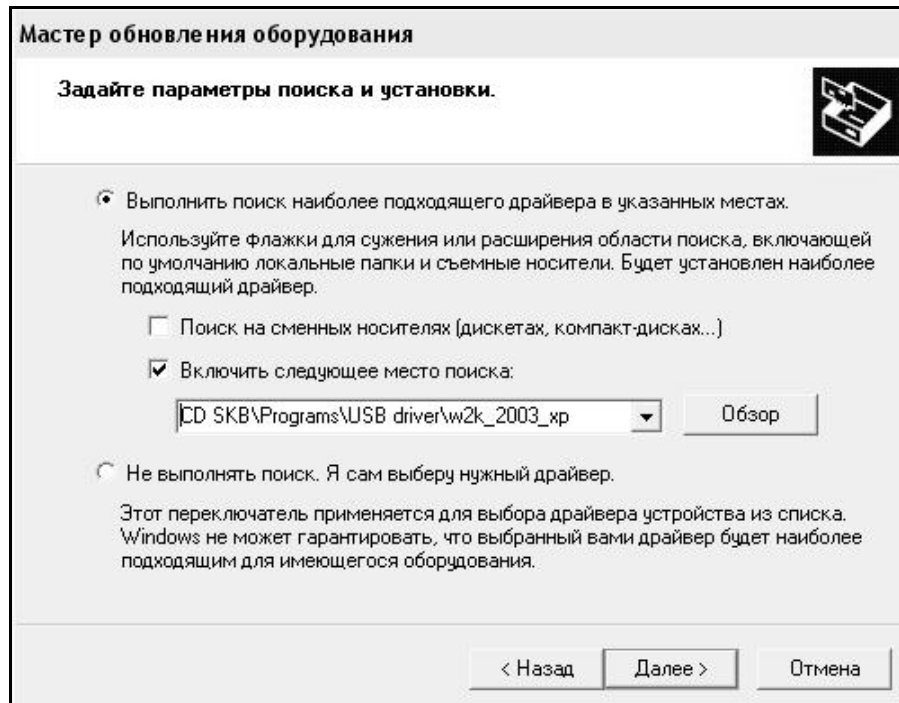 Мастер обновления оборудования
Задайте параметры поиска и установки.
Выполнить поиск наиболее подходящего драйвера в указанных местах.
Используйте флажки для сужения или расширения области поиска, включающей
по умолчанию локальные папки и съемные носители. Будет установлен наиболее
подходящий драйвер.
Поиск на сменных носителях (дискетах, компакт-дисках...)
Включить следующее место поиска:
CD SKB\Programs\USB driver\w2k_2003_xp
Обзор
Не выполнять поиск. Я сам выберу нужный драйвер.
Этот переключатель применяется для выбора драйвера устройства из списка.
Windows не может гарантировать, что выбранный вами драйвер будет наиболее
подходящим для имеющегося оборудования.
< Назад
Далее >
Отмена